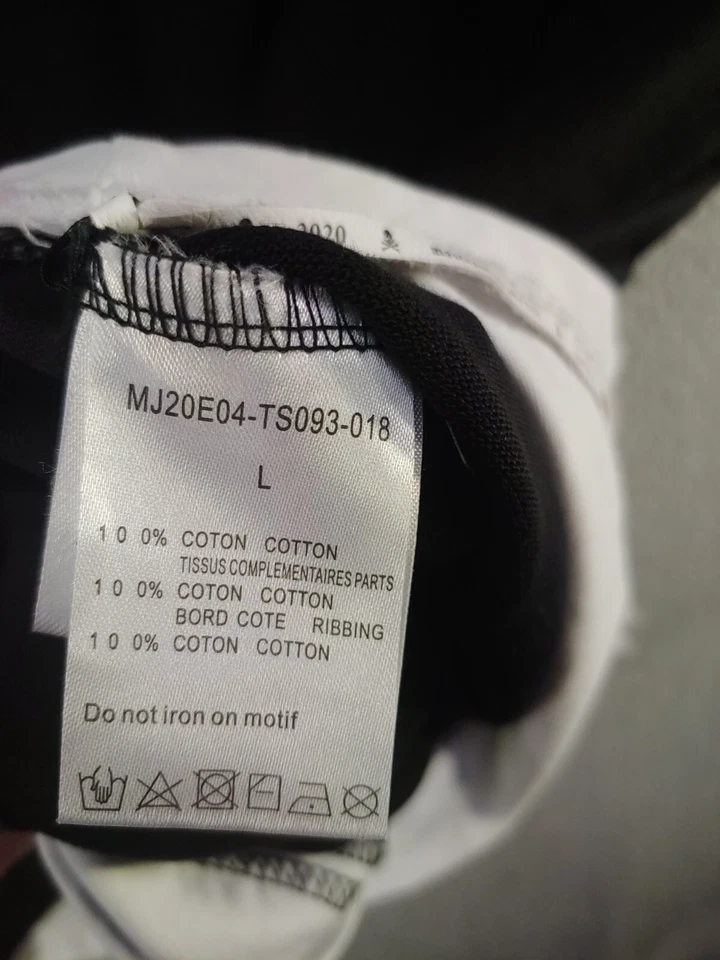 2020
MJ20E04-TS093-018
L
1 0 0% COTON COTTON
TISSUS COMPLEMENTAIRES PARTS
1 0 0% COTON COTTON
BORD COTE RIBBING
1 0 0% COTON COTTON
Do not iron on motif